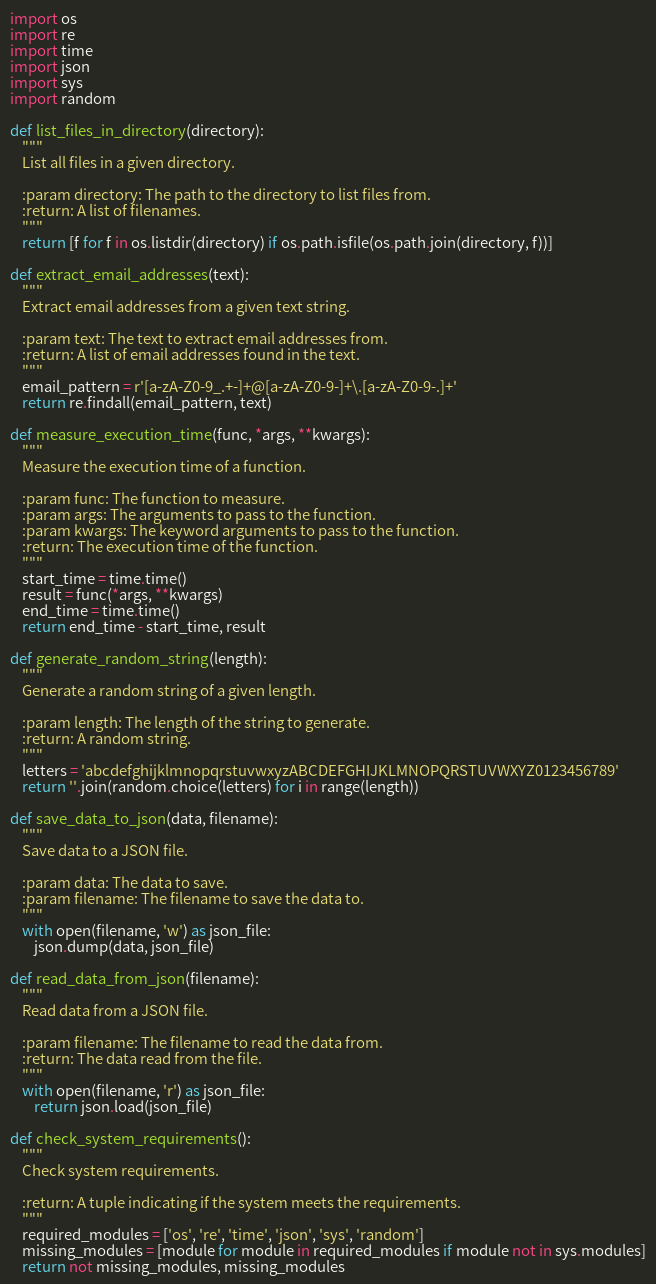 import os
import re
import time
import json
import sys
import random

def list_files_in_directory(directory):
    """
    List all files in a given directory.

    :param directory: The path to the directory to list files from.
    :return: A list of filenames.
    """
    return [f for f in os.listdir(directory) if os.path.isfile(os.path.join(directory, f))]

def extract_email_addresses(text):
    """
    Extract email addresses from a given text string.

    :param text: The text to extract email addresses from.
    :return: A list of email addresses found in the text.
    """
    email_pattern = r'[a-zA-Z0-9_.+-]+@[a-zA-Z0-9-]+\.[a-zA-Z0-9-.]+'
    return re.findall(email_pattern, text)

def measure_execution_time(func, *args, **kwargs):
    """
    Measure the execution time of a function.

    :param func: The function to measure.
    :param args: The arguments to pass to the function.
    :param kwargs: The keyword arguments to pass to the function.
    :return: The execution time of the function.
    """
    start_time = time.time()
    result = func(*args, **kwargs)
    end_time = time.time()
    return end_time - start_time, result

def generate_random_string(length):
    """
    Generate a random string of a given length.

    :param length: The length of the string to generate.
    :return: A random string.
    """
    letters = 'abcdefghijklmnopqrstuvwxyzABCDEFGHIJKLMNOPQRSTUVWXYZ0123456789'
    return ''.join(random.choice(letters) for i in range(length))

def save_data_to_json(data, filename):
    """
    Save data to a JSON file.

    :param data: The data to save.
    :param filename: The filename to save the data to.
    """
    with open(filename, 'w') as json_file:
        json.dump(data, json_file)

def read_data_from_json(filename):
    """
    Read data from a JSON file.

    :param filename: The filename to read the data from.
    :return: The data read from the file.
    """
    with open(filename, 'r') as json_file:
        return json.load(json_file)

def check_system_requirements():
    """
    Check system requirements.

    :return: A tuple indicating if the system meets the requirements.
    """
    required_modules = ['os', 're', 'time', 'json', 'sys', 'random']
    missing_modules = [module for module in required_modules if module not in sys.modules]
    return not missing_modules, missing_modules